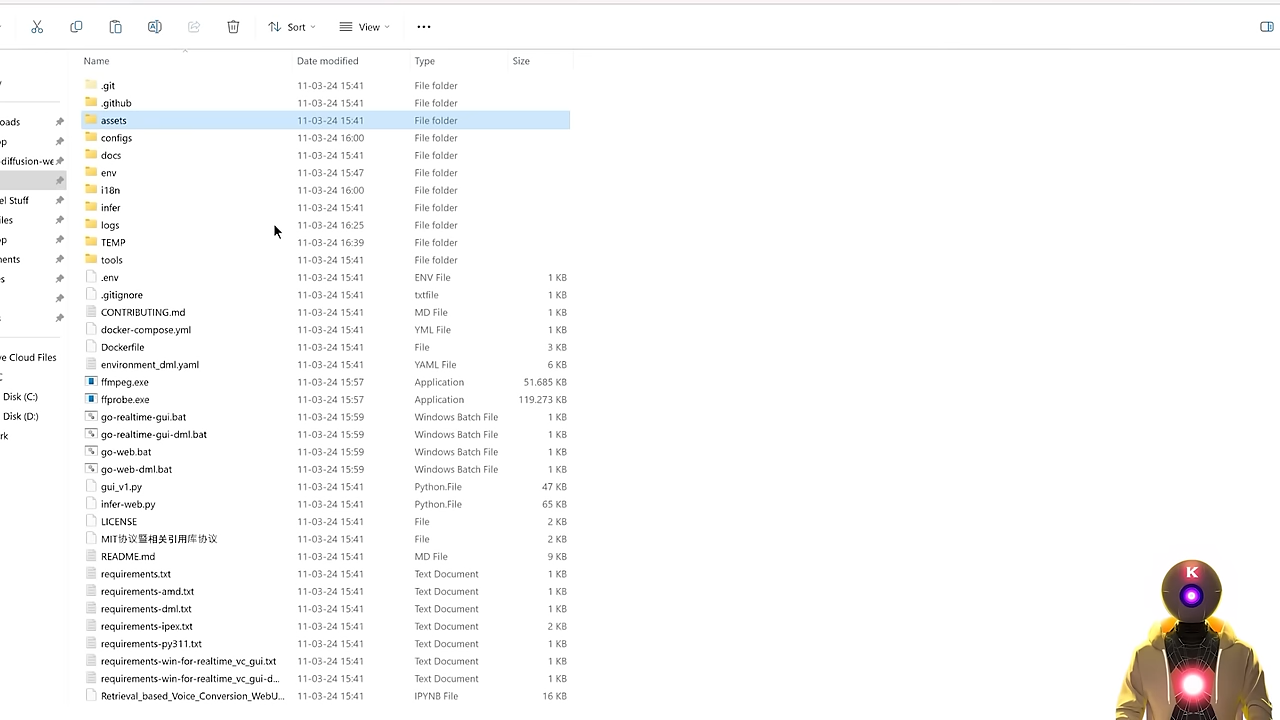 Sort
View
Name Date modified Type Size
.git 11-03-24 15:41 File folder
.github 11-03-24 15:41 File folder
assets 11-03-24 15:41 File folder
configs 11-03-24 16:00 File folder
docs 11-03-24 15:41 File folder
env 11-03-24 15:47 File folder
i18n 11-03-24 16:00 File folder
infer 11-03-24 15:41 File folder
logs 11-03-24 16:25 File folder
TEMP 11-03-24 16:39 File folder
tools 11-03-24 15:41 File folder
.env 11-03-24 15:41 ENV File 1 KB
.gitignore 11-03-24 15:41 txtfile 1 KB
CONTRIBUTING.md 11-03-24 15:41 MD File 1 KB
docker-compose.yml 11-03-24 15:41 YML File 1 KB
Dockerfile 11-03-24 15:41 File 3 KB
environment_dml.yaml 11-03-24 15:41 YAML File 6 KB
ffmpeg.exe 11-03-24 15:57 Application 51.685 KB
ffprobe.exe 11-03-24 15:57 Application 119.273 KB
go-realtime-gui.bat 11-03-24 15:59 Windows Batch File 1 KB
go-realtime-gui-dml.bat 11-03-24 15:59 Windows Batch File 1 KB
go-web.bat 11-03-24 15:59 Windows Batch File 1 KB
go-web-dml.bat 11-03-24 15:59 Windows Batch File 1 KB
gui_v1.py 11-03-24 15:41 Python.File 47 KB
infer-web.py 11-03-24 15:41 Python.File 65 KB
LICENSE 11-03-24 15:41 File 2 KB
MIT协议暨相关引用库协议 11-03-24 15:41 File 2 KB
README.md 11-03-24 15:41 MD File 9 KB
requirements.txt 11-03-24 15:41 Text Document 1 KB
requirements-amd.txt 11-03-24 15:41 Text Document 1 KB
requirements-dml.txt 11-03-24 15:41 Text Document 1 KB
requirements-ipex.txt 11-03-24 15:41 Text Document 2 KB
requirements-py311.txt 11-03-24 15:41 Text Document 1 KB
requirements-win-for-realtime_vc_gui.txt 11-03-24 15:41 Text Document 1 KB
requirements-win-for-realtime_vc_gui-d... 11-03-24 15:41 Text Document 1 KB
Retrieval_based_Voice_Conversion_WebU... 11-03-24 15:41 IPYNB File 16 KB
oads
op
-diffusion-we
el Stuff
iles
op
ments
s
ve Cloud Files
Disk (C:)
Disk (D:)
rk
K